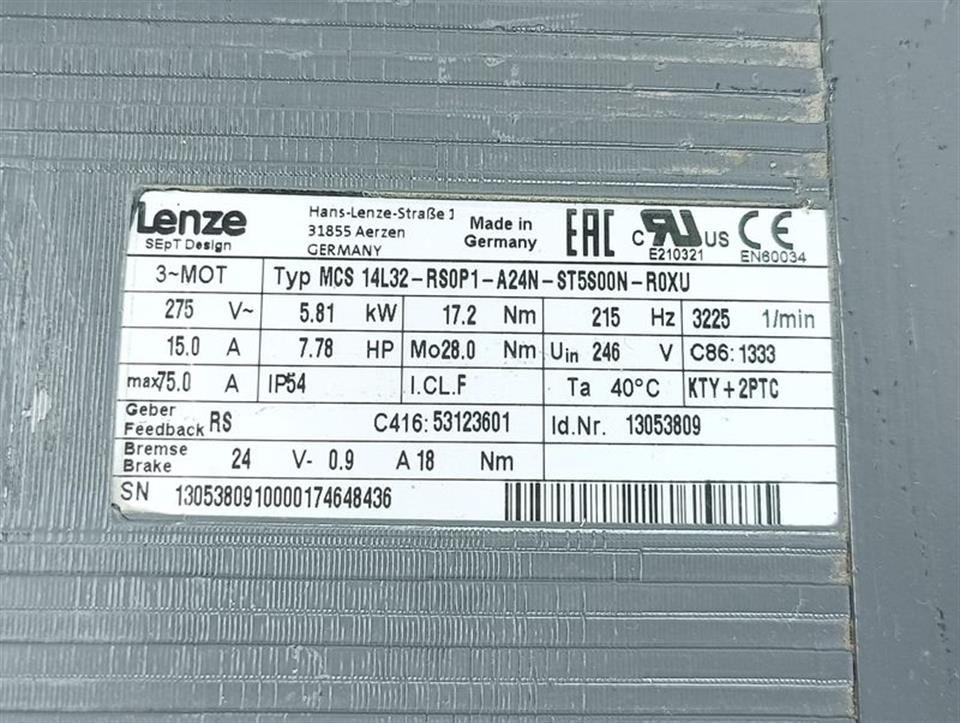 Lenze
SEpT Design
Hans-Lenze-Straße 1
31855 Aerzen
GERMANY
Made in
Germany
EAC
C RU US
E210321
CE
EN60034
3~MOT Typ MCS 14L32-RS0P1-A24N-ST5S00N-R0XU
275 V~ 5.81 kW 17.2 Nm 215 Hz 3225 1/min
15.0 A 7.78 HP Mo28.0 Nm Uin 246 V C86: 1333
max75.0 A IP54 I.CL.F Ta 40°C KTY+2PTC
Geber
Feedback RS C416: 53123601 Id.Nr. 13053809
Bremse
Brake 24 V- 0.9 A 18 Nm
SN 1305380910000174648436